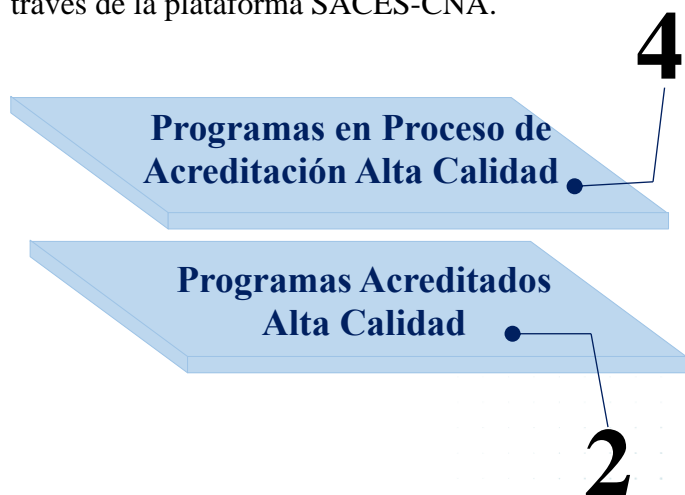 través de la plataforma SACES-CNA.
4
Programas en Proceso de
Acreditación Alta Calidad
Programas Acreditados
Alta Calidad
2